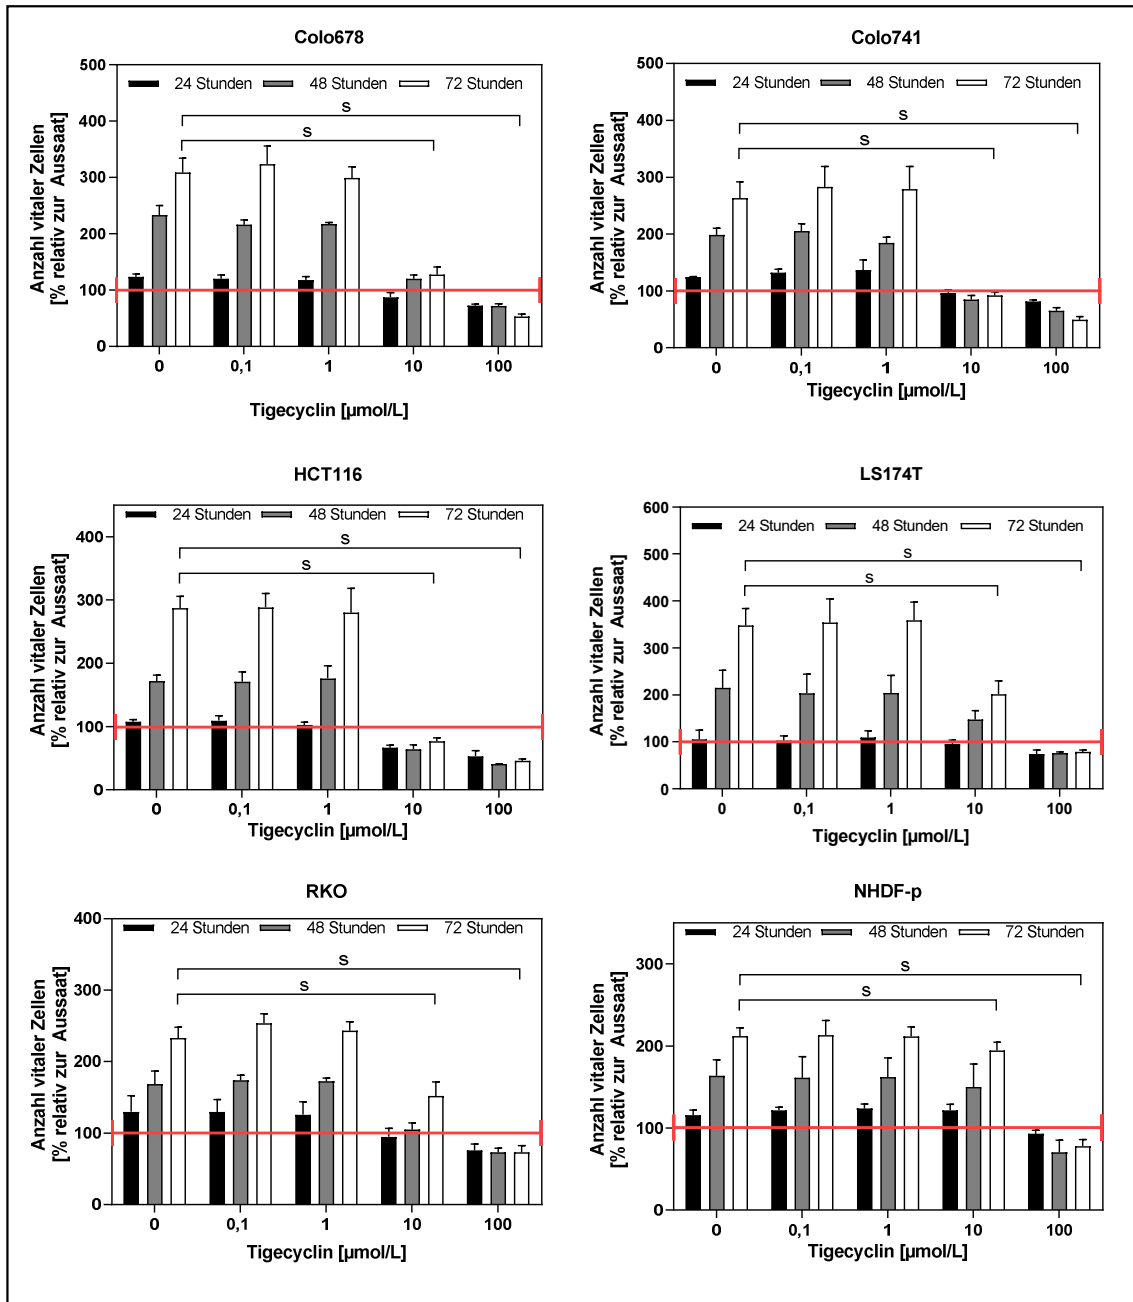 Colo678
Anzahl vitaler Zellen
[% relativ zur Aussaat]
500
400
300
200
100
0
24 Stunden 48 Stunden 72 Stunden
s
s
0 0,1 1 10 100
Tigecyclin [µmol/L]
Colo741
Anzahl vitaler Zellen
[% relativ zur Aussaat]
500
400
300
200
100
0
24 Stunden 48 Stunden 72 Stunden
s
s
0 0,1 1 10 100
Tigecyclin [µmol/L]
HCT116
Anzahl vitaler Zellen
[% relativ zur Aussaat]
400
300
200
100
0
24 Stunden 48 Stunden 72 Stunden
s
s
0 0,1 1 10 100
Tigecyclin [µmol/L]
LS174T
Anzahl vitaler Zellen
[% relativ zur Aussaat]
600
500
400
300
200
100
0
24 Stunden 48 Stunden 72 Stunden
s
s
0 0,1 1 10 100
Tigecyclin [µmol/L]
RKO
Anzahl vitaler Zellen
[% relativ zur Aussaat]
400
300
200
100
0
24 Stunden 48 Stunden 72 Stunden
s
s
0 0,1 1 10 100
Tigecyclin [µmol/L]
NHDF-p
Anzahl vitaler Zellen
[% relativ zur Aussaat]
300
200
100
0
24 Stunden 48 Stunden 72 Stunden
s
s
0 0,1 1 10 100
Tigecyclin [µmol/L]